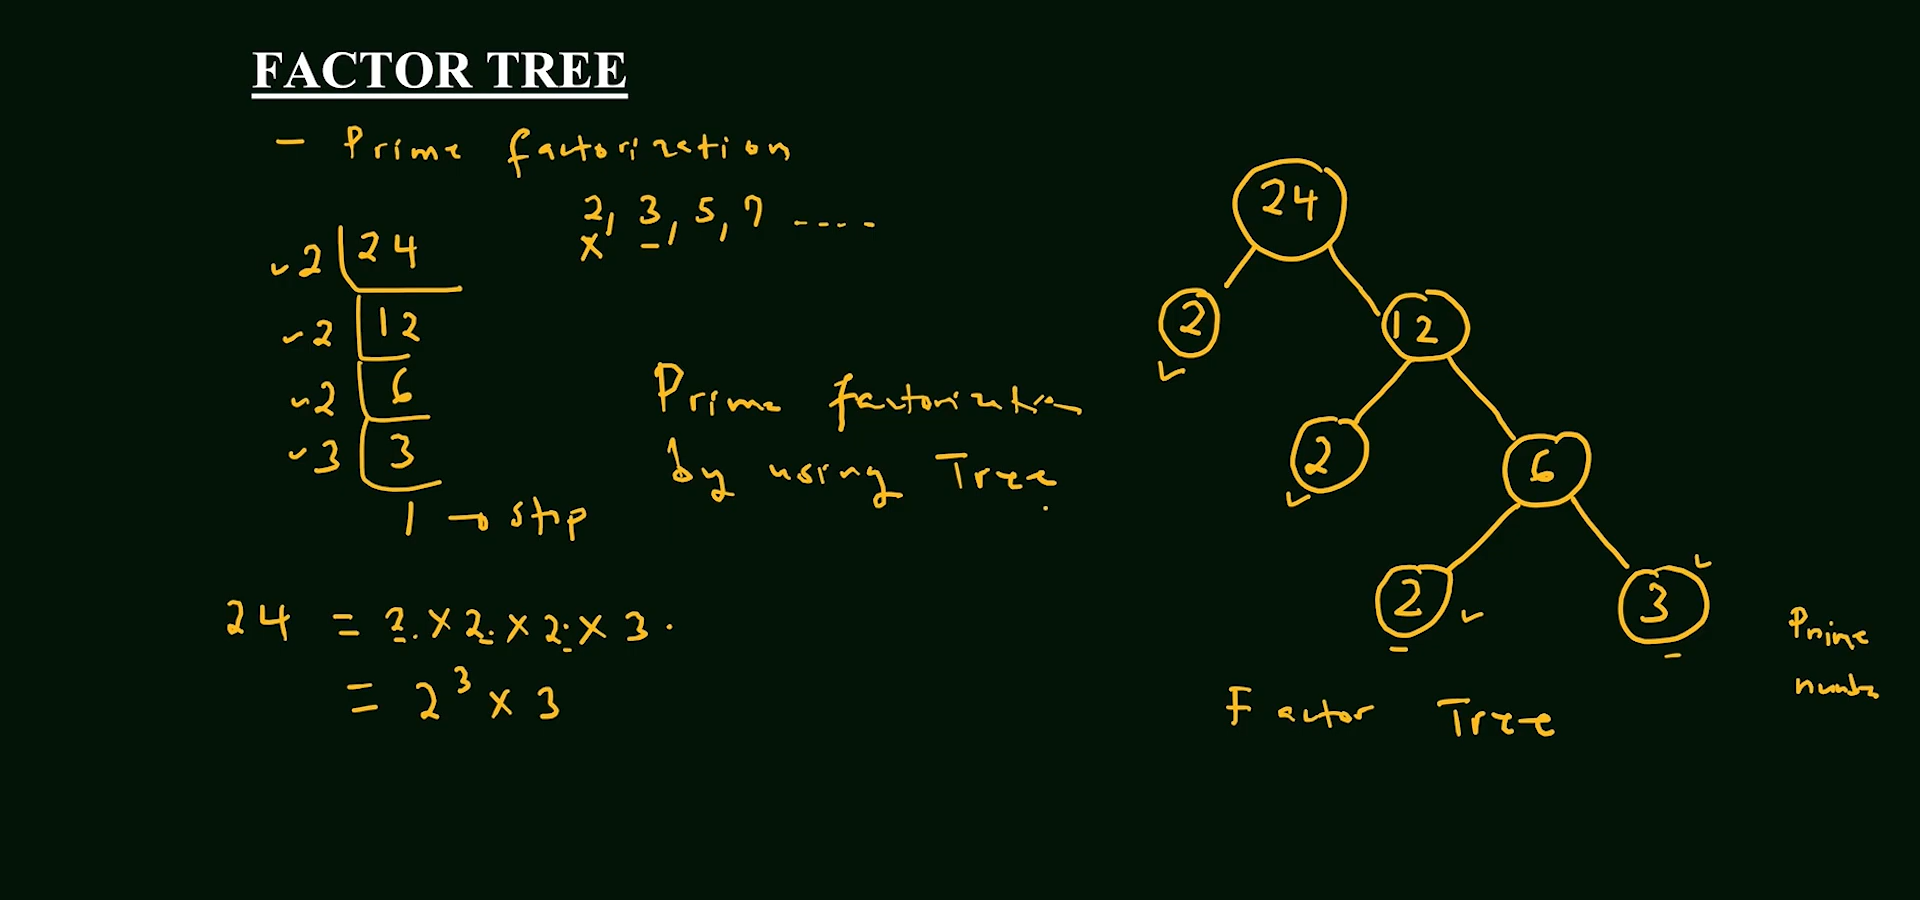 FACTOR TREE
- Prime factorization
2, 3, 5, 7 ....
x
2 24
2 12
2 6
3 3
1 → stop
Prime factorization
by using Tree
24 = 2 × 2 × 2 × 3
= 2³ × 3
24
2 12
2 6
2 3
Factor Tree
Prime